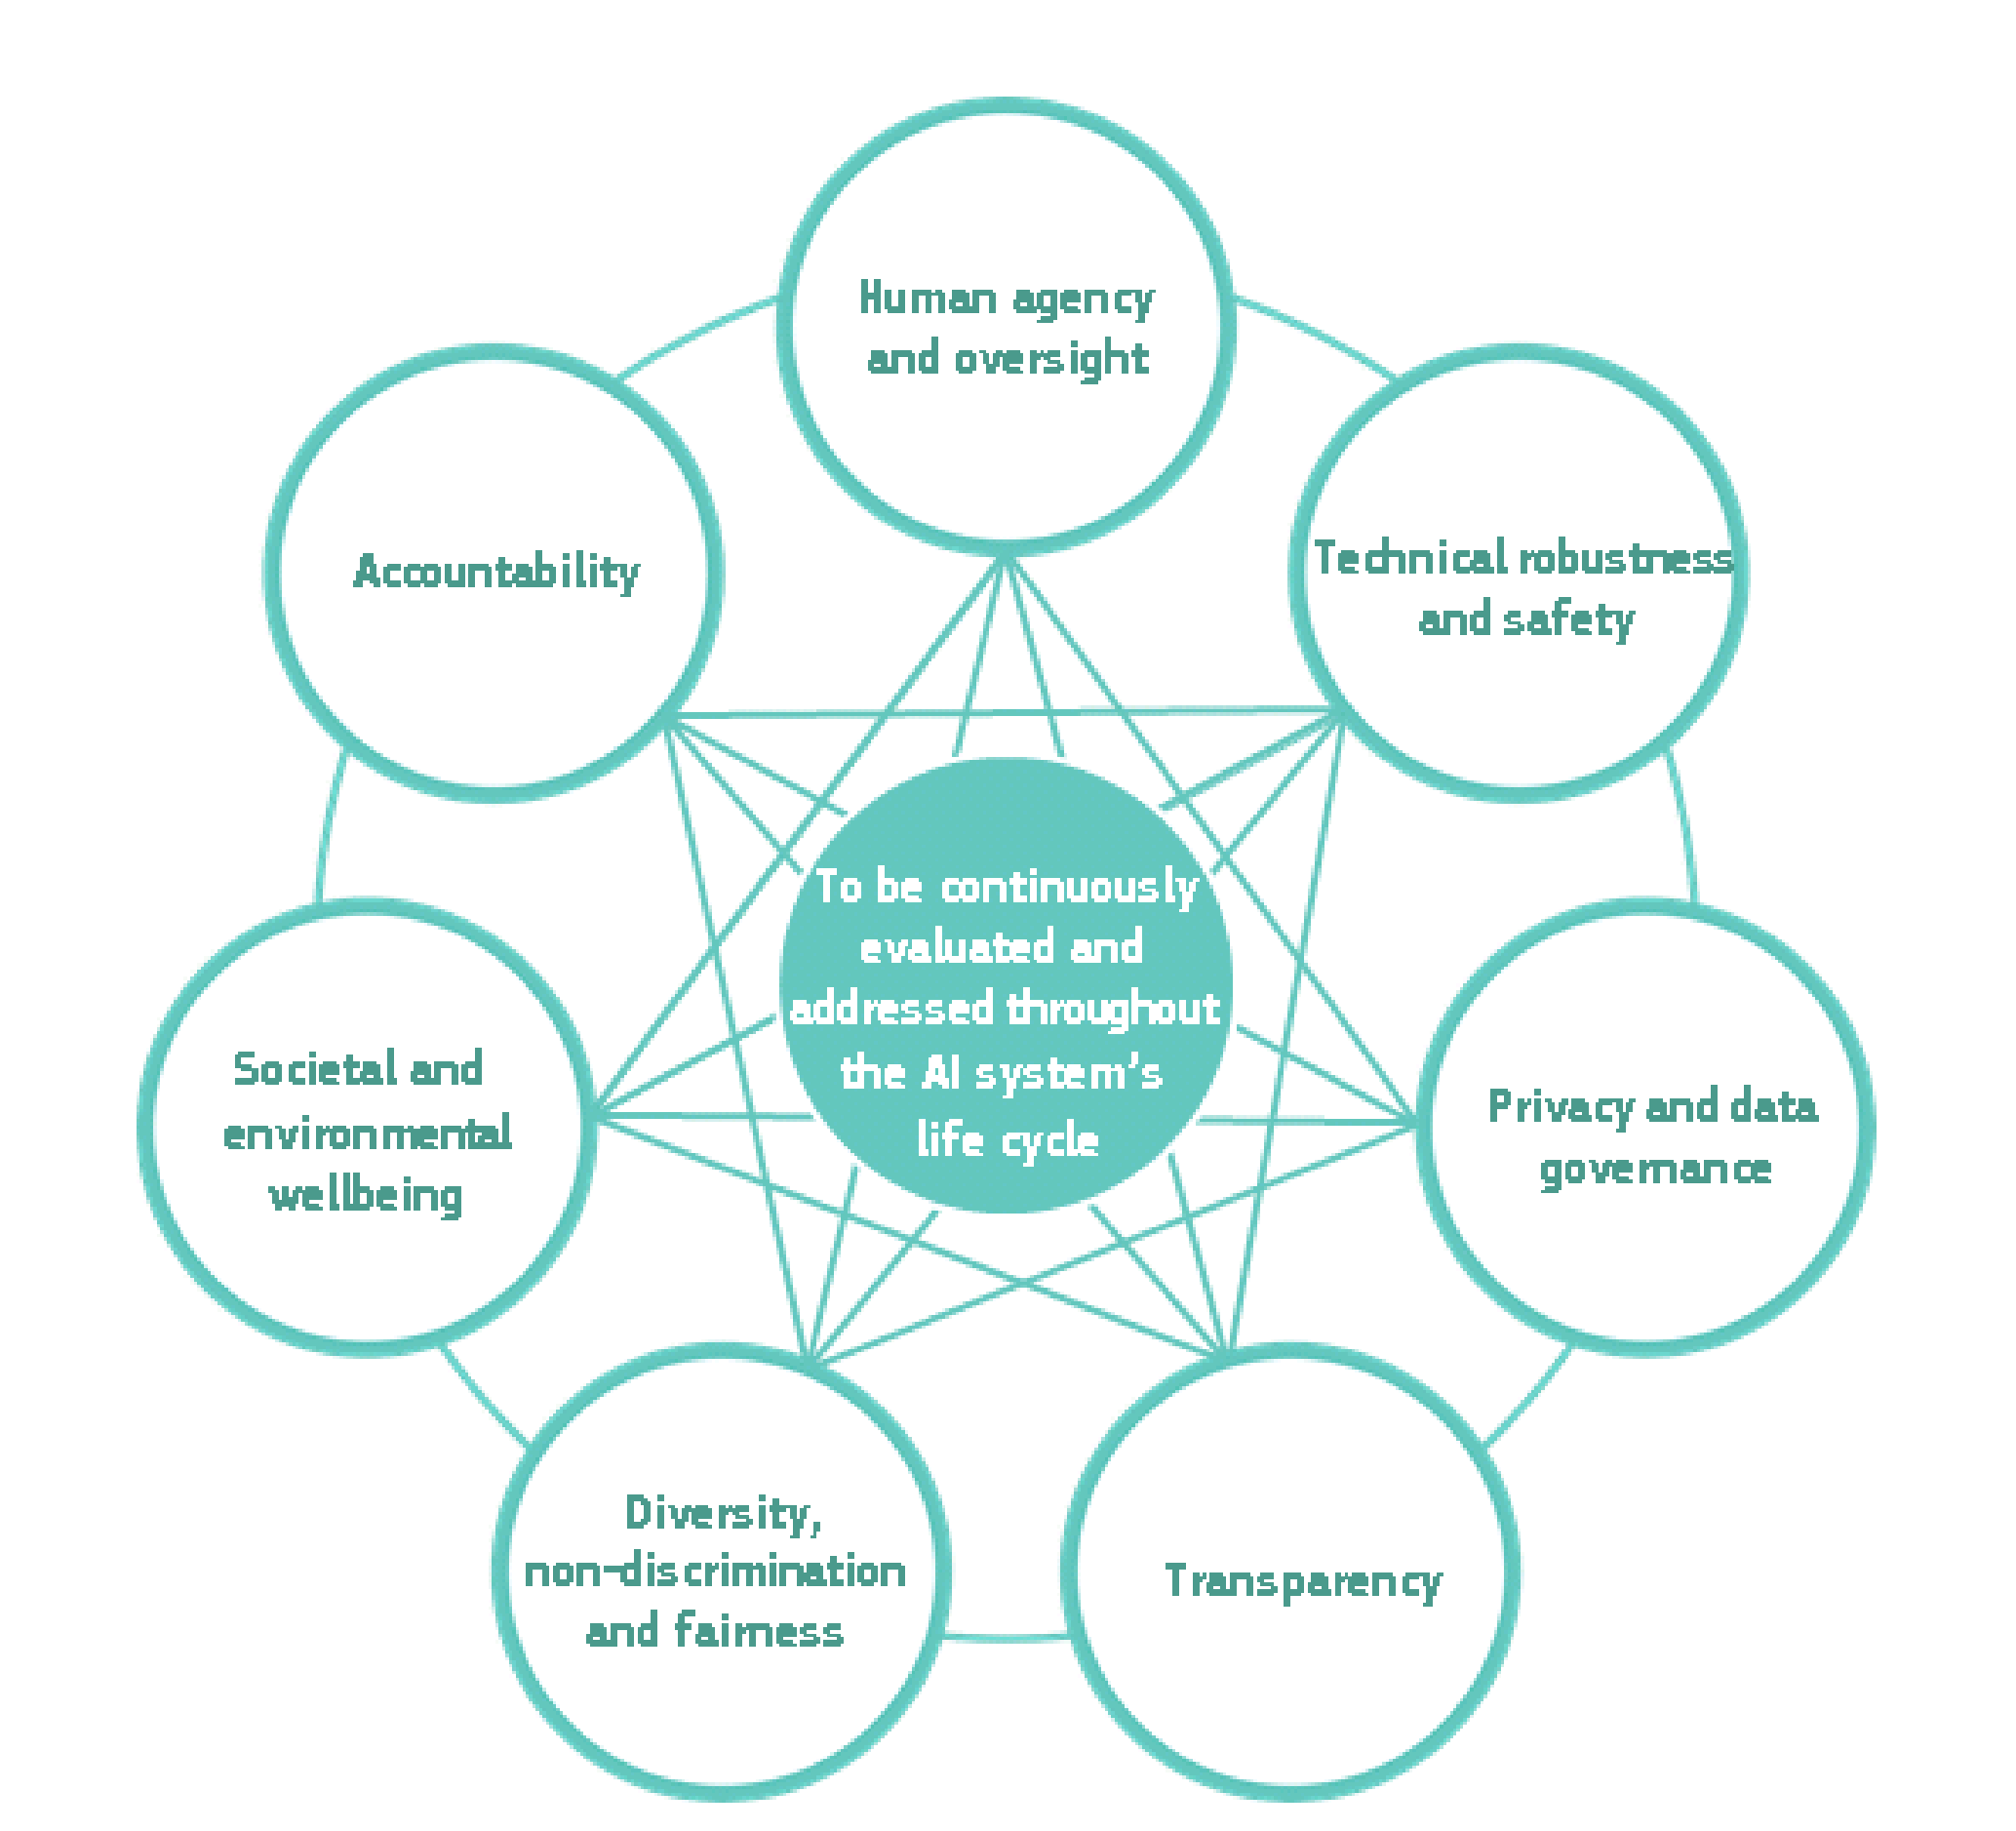 Human agency
and oversight
Technical robustness
and safety
Privacy and data
governance
Transparency
Diversity,
non-discrimination
and fairness
Societal and
environmental
wellbeing
Accountability
To be continuously
evaluated and
addressed throughout
the AI system's
life cycle